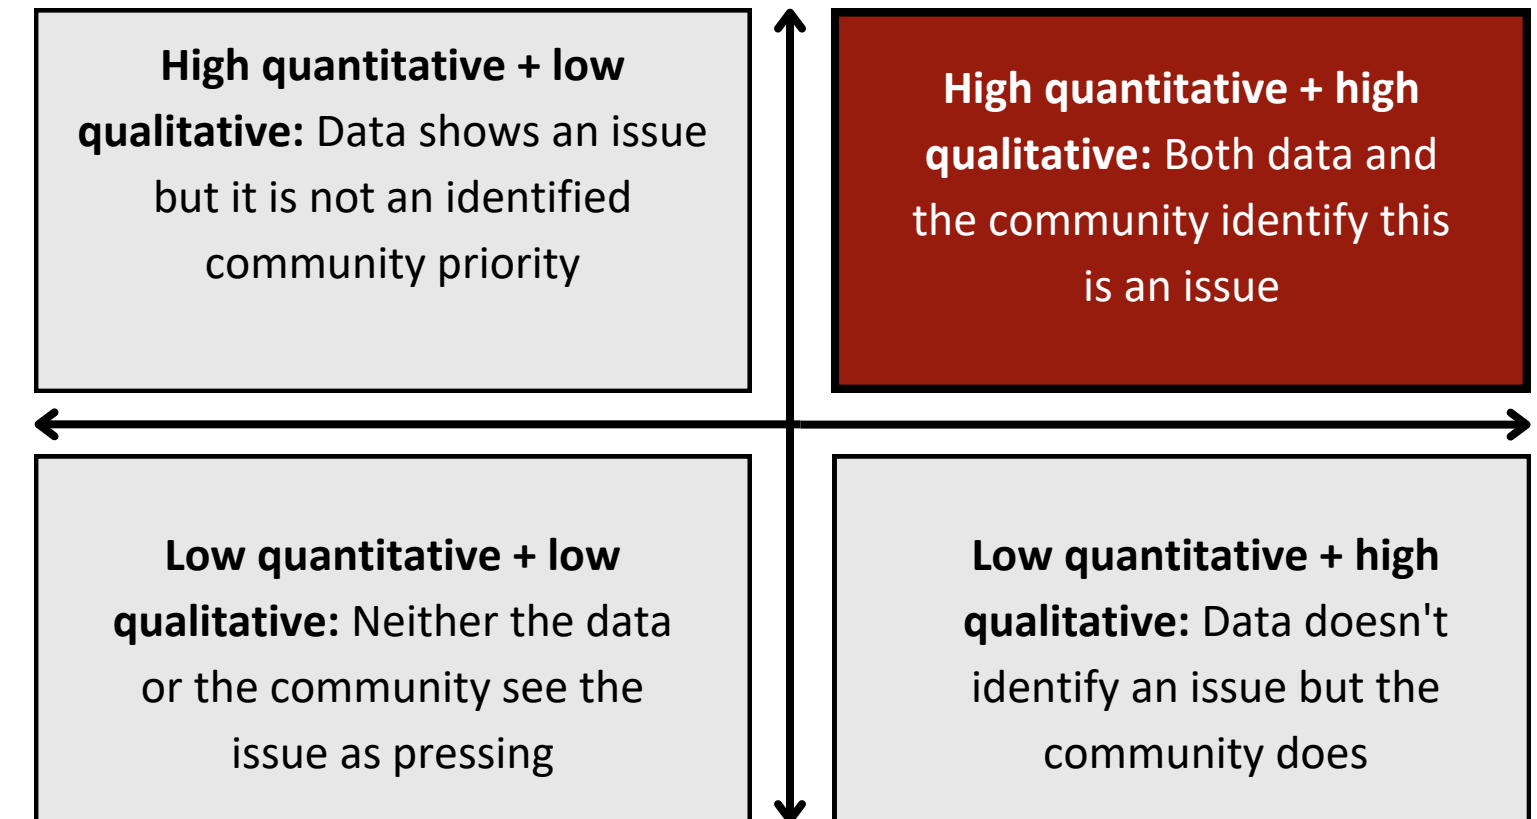 High quantitative + low
qualitative: Data shows an issue
but it is not an identified
community priority
High quantitative + high
qualitative: Both data and
the community identify this
is an issue
Low quantitative + low
qualitative: Neither the data
or the community see the
issue as pressing
Low quantitative + high
qualitative: Data doesn't
identify an issue but the
community does